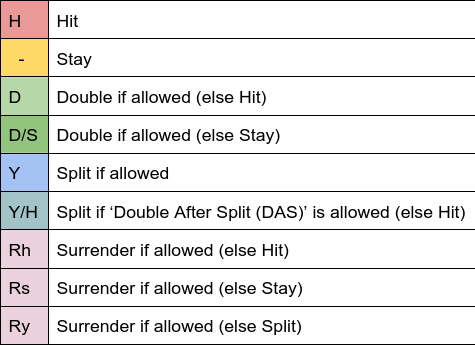 H Hit
- Stay
D Double if allowed (else Hit)
D/S Double if allowed (else Stay)
Y Split if allowed
Y/H Split if ‘Double After Split (DAS)’ is allowed (else Hit)
Rh Surrender if allowed (else Hit)
Rs Surrender if allowed (else Stay)
Ry Surrender if allowed (else Split)